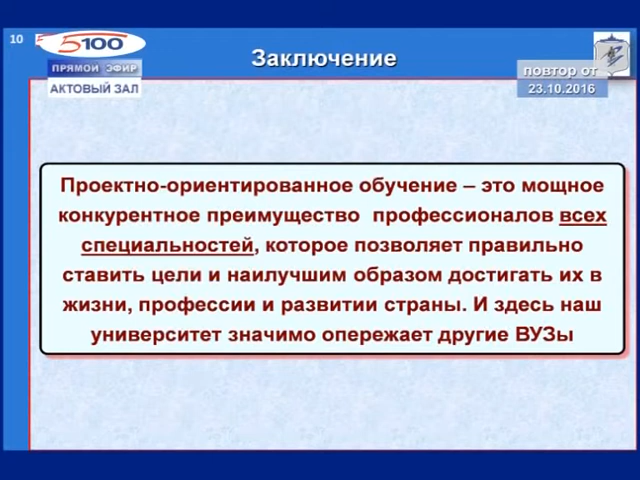 10
5100
Заключение
ПРЯМОЙ ЭФИР
АКТОВЫЙ ЗАЛ
повтор от
23.10.2016
Проектно-ориентированное обучение – это мощное
конкурентное преимущество профессионалов всех
специальностей, которое позволяет правильно
ставить цели и наилучшим образом достигать их в
жизни, профессии и развитии страны. И здесь наш
университет значимо опережает другие ВУЗы